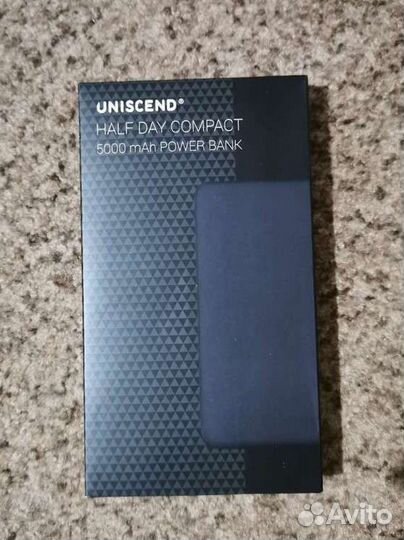 UNISCEND®
HALF DAY COMPACT
5000 mAh POWER BANK
Avito